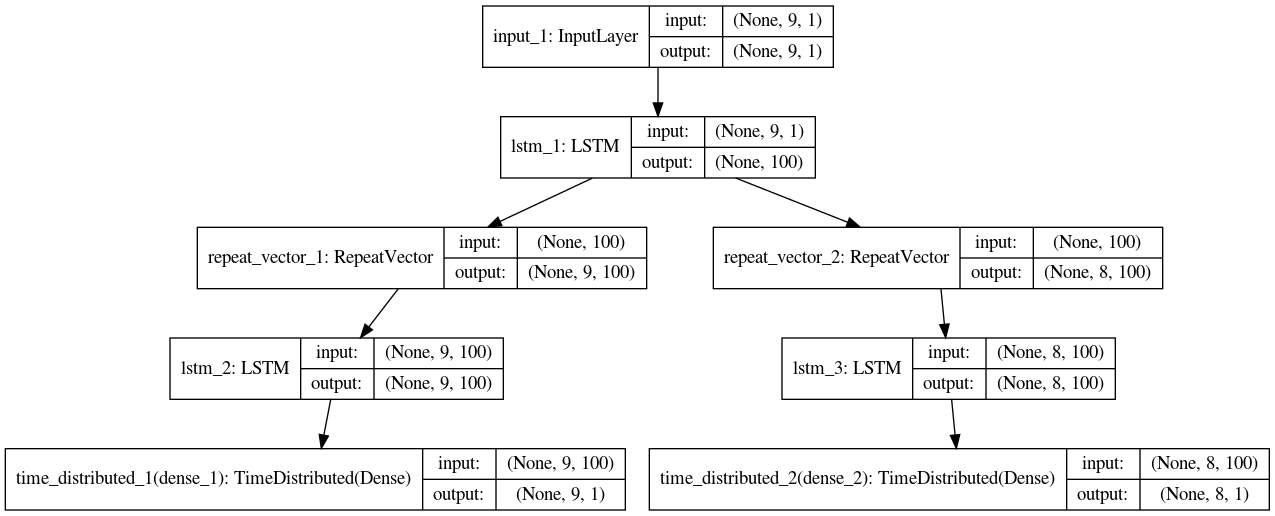 input_1: InputLayer
input: (None, 9, 1)
output: (None, 9, 1)
lstm_1: LSTM
input: (None, 9, 1)
output: (None, 100)
repeat_vector_1: RepeatVector
input: (None, 100)
output: (None, 9, 100)
repeat_vector_2: RepeatVector
input: (None, 100)
output: (None, 8, 100)
lstm_2: LSTM
input: (None, 9, 100)
output: (None, 9, 100)
lstm_3: LSTM
input: (None, 8, 100)
output: (None, 8, 100)
time_distributed_1(dense_1): TimeDistributed(Dense)
input: (None, 9, 100)
output: (None, 9, 1)
time_distributed_2(dense_2): TimeDistributed(Dense)
input: (None, 8, 100)
output: (None, 8, 1)